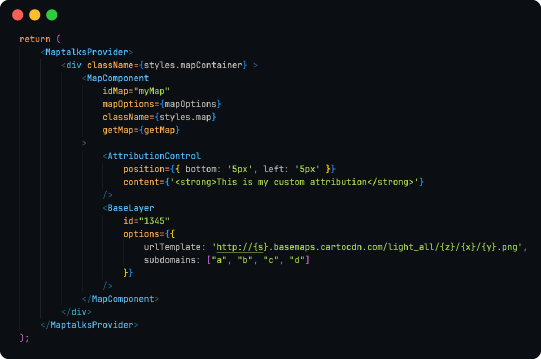 return (
<MaptalksProvider>
<div className={styles.mapContainer} >
<MapComponent
idMap="myMap"
mapOptions={mapOptions}
className={styles.map}
getMap={getMap}
>
<AttributionControl
position={{ bottom: '5px', left: '5px' }}
content={'<strong>This is my custom attribution</strong>'}
/>
<BaseLayer
id="1345"
options={{
urlTemplate: 'http://{s}.basemaps.cartocdn.com/light_all/{z}/{x}/{y}.png',
subdomains: ["a", "b", "c", "d"]
}}
/>
</MapComponent>
</div>
</MaptalksProvider>
);